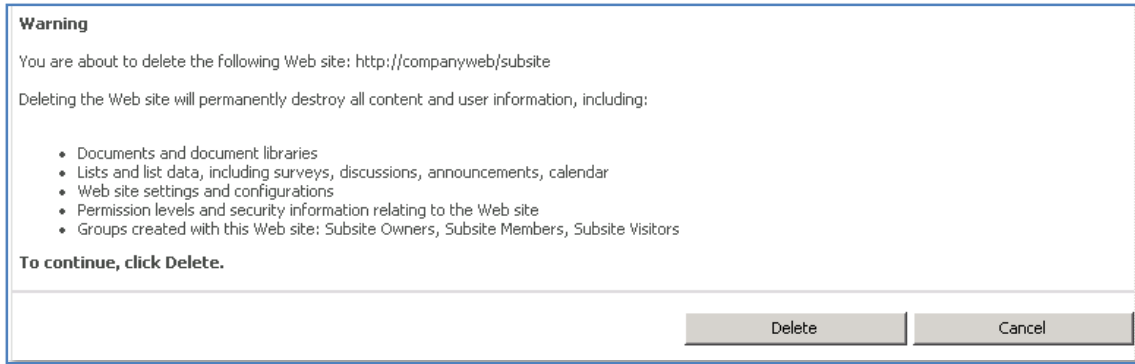 Warning
You are about to delete the following Web site: http://companyweb/subsite
Deleting the Web site will permanently destroy all content and user information, including:
• Documents and document libraries
• Lists and list data, including surveys, discussions, announcements, calendar
• Web site settings and configurations
• Permission levels and security information relating to the Web site
• Groups created with this Web site: Subsite Owners, Subsite Members, Subsite Visitors
To continue, click Delete.
Delete Cancel